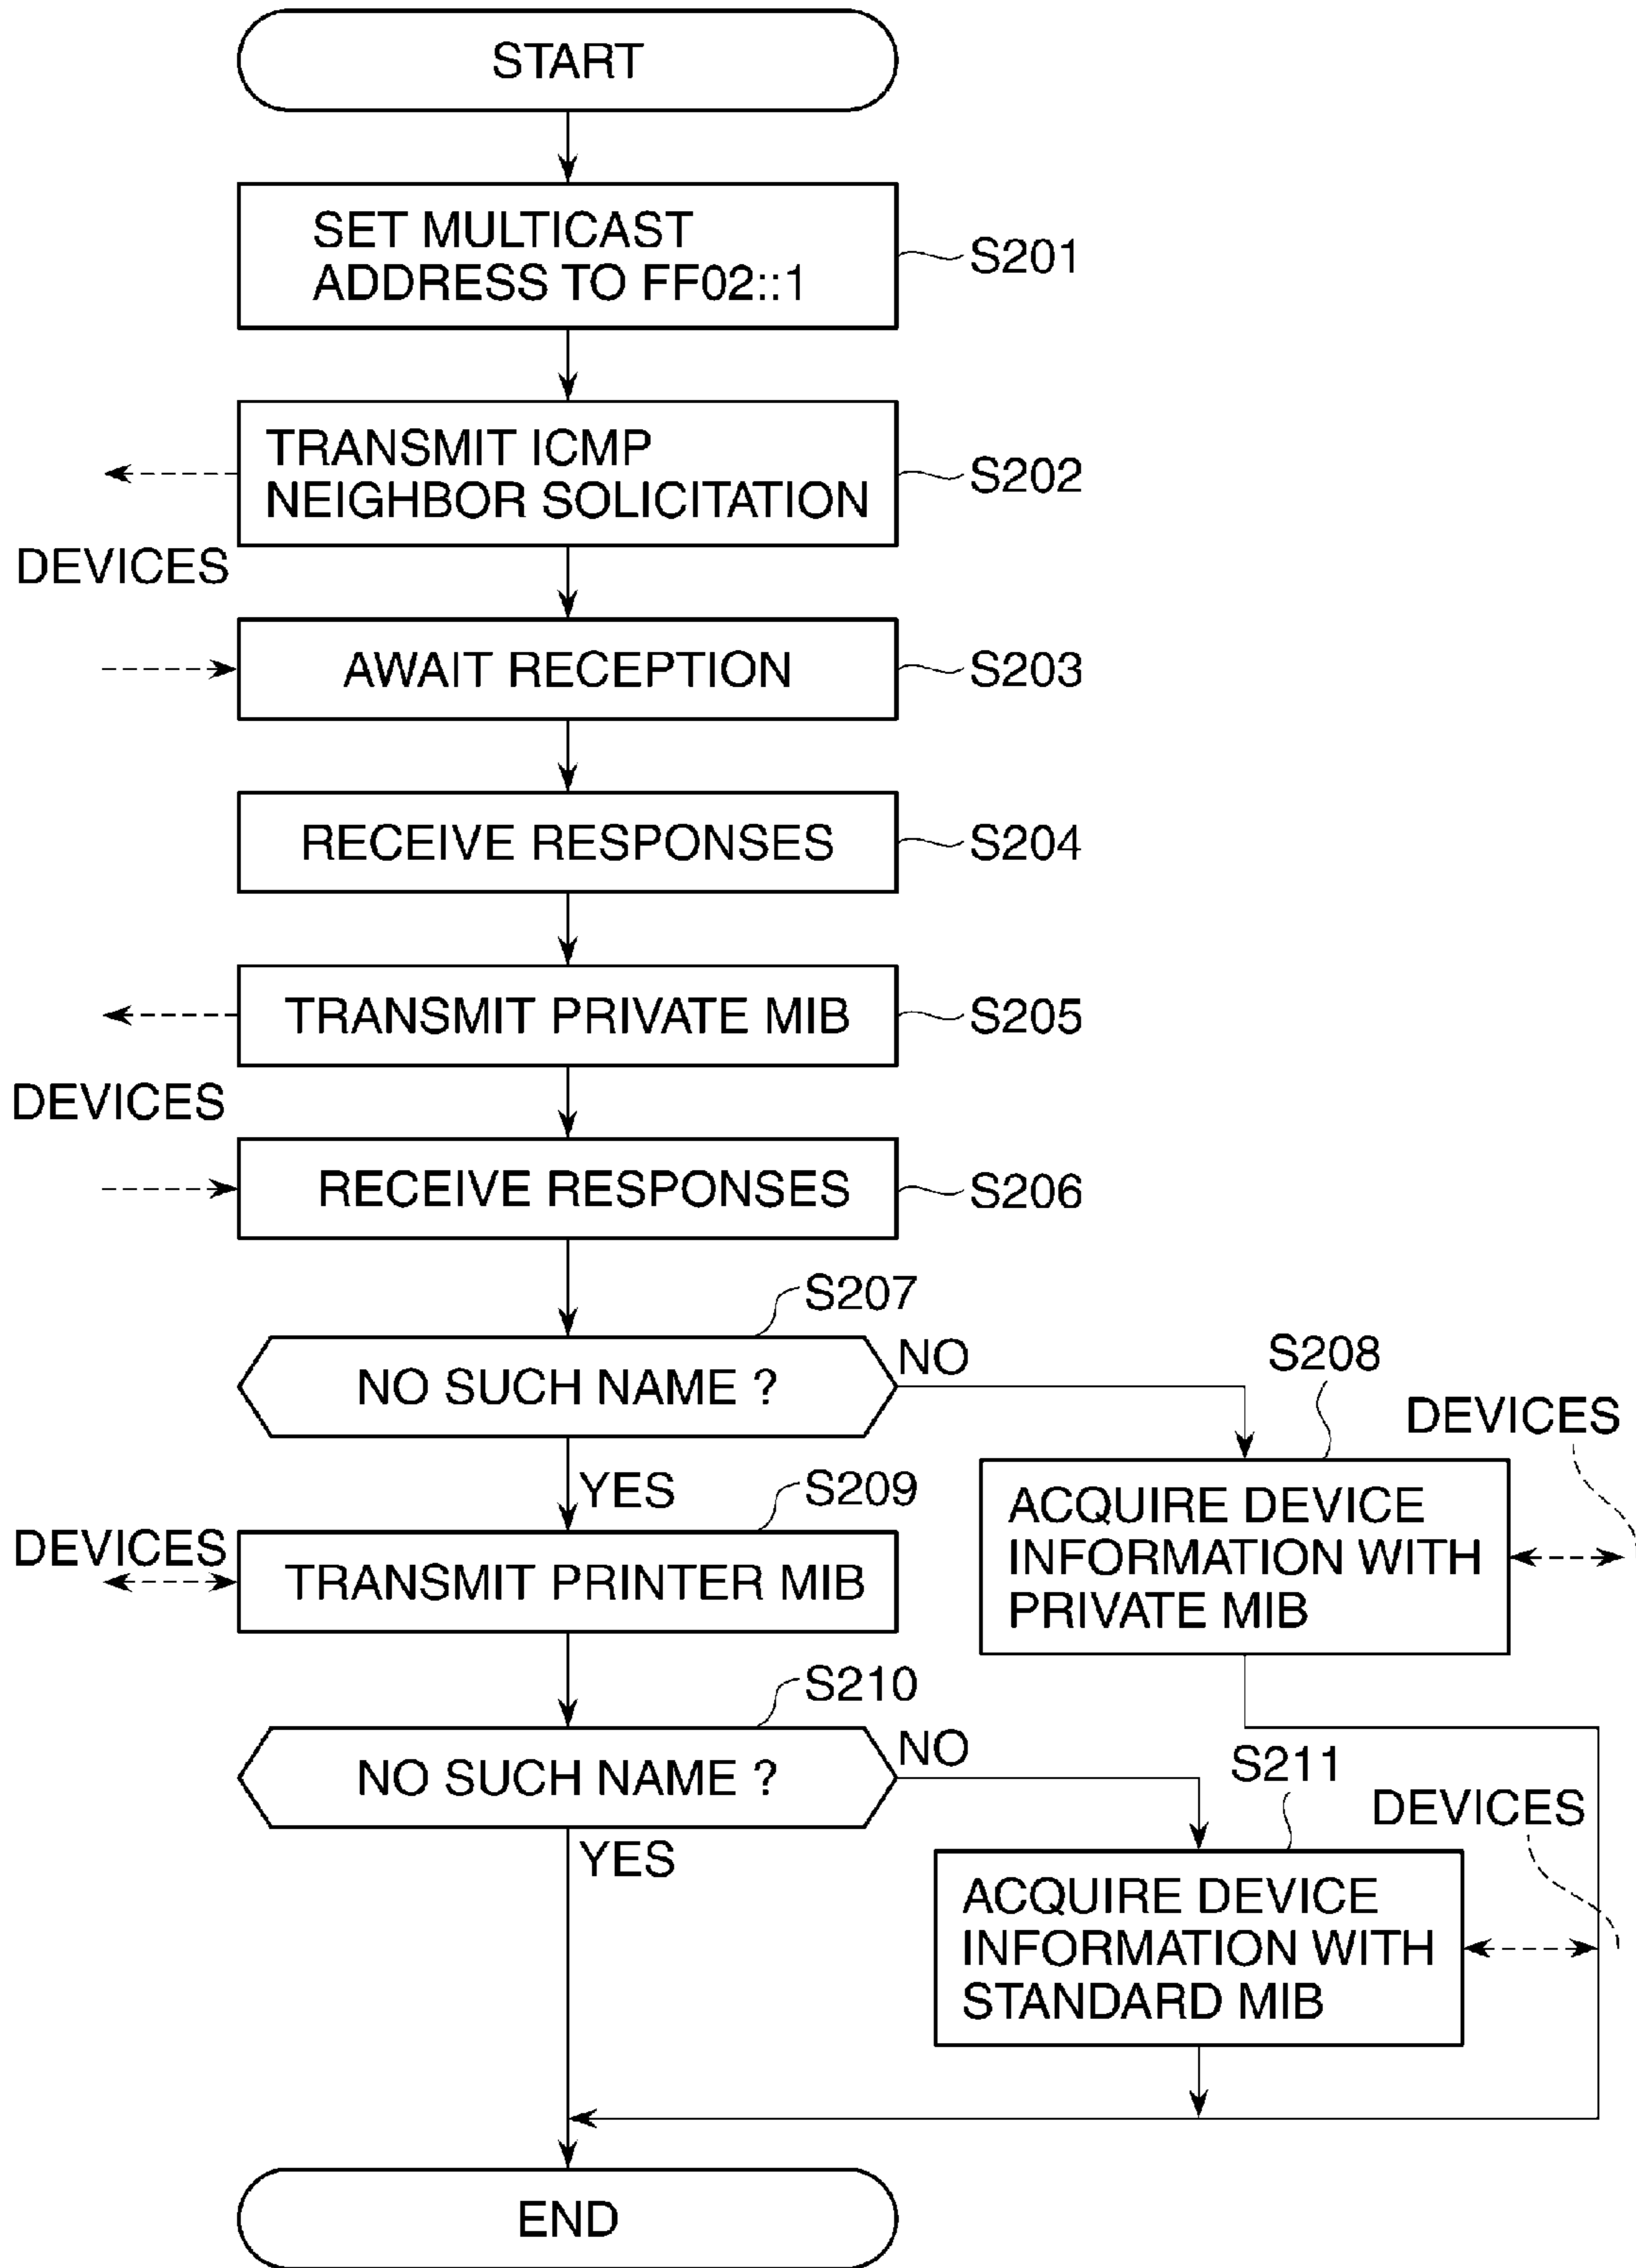 START
SET MULTICAST
ADDRESS TO FF02::1
S201
TRANSMIT ICMP
NEIGHBOR SOLICITATION
S202
DEVICES
AWAIT RECEPTION
S203
RECEIVE RESPONSES
S204
TRANSMIT PRIVATE MIB
S205
DEVICES
RECEIVE RESPONSES
S206
S207
NO SUCH NAME ?
NO
S208
DEVICES
ACQUIRE DEVICE
INFORMATION WITH
PRIVATE MIB
YES
S209
DEVICES
TRANSMIT PRINTER MIB
S210
NO SUCH NAME ?
NO
S211
DEVICES
ACQUIRE DEVICE
INFORMATION WITH
STANDARD MIB
YES
END